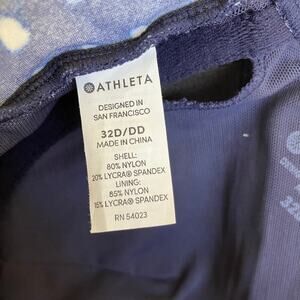 ATHLETA
DESIGNED IN
SAN FRANCISCO
32D/DD
MADE IN CHINA
SHELL:
80% NYLON
20% LYCRA® SPANDEX
LINING:
85% NYLON
15% LYCRA® SPANDEX
RN 54023